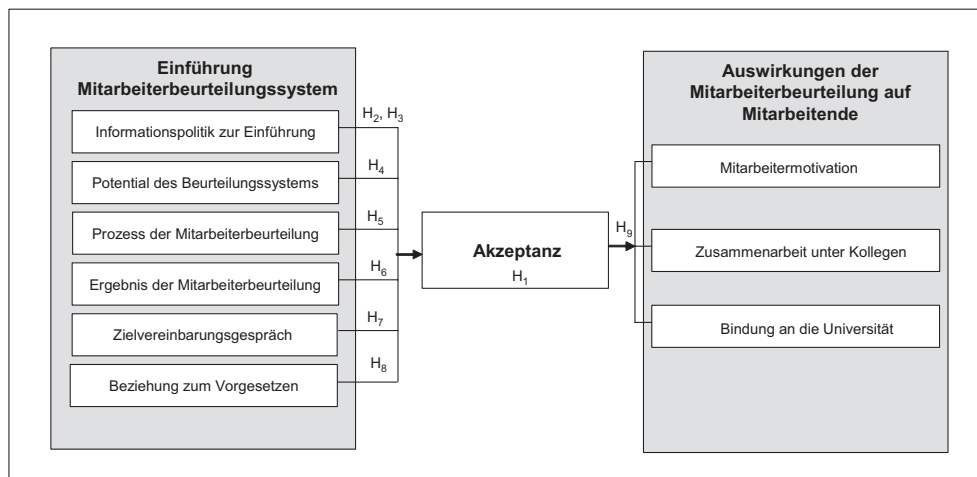 Einführung
Mitarbeiterbeurteilungssystem
Informationspolitik zur Einführung
H2, H3
Potential des Beurteilungssystems
H4
Prozess der Mitarbeiterbeurteilung
H5
Ergebnis der Mitarbeiterbeurteilung
H6
Zielvereinbarungsgespräch
H7
Beziehung zum Vorgesetzen
H8
Akzeptanz
H1
H9
Auswirkungen der
Mitarbeiterbeurteilung auf
Mitarbeitende
Mitarbeitermotivation
Zusammenarbeit unter Kollegen
Bindung an die Universität